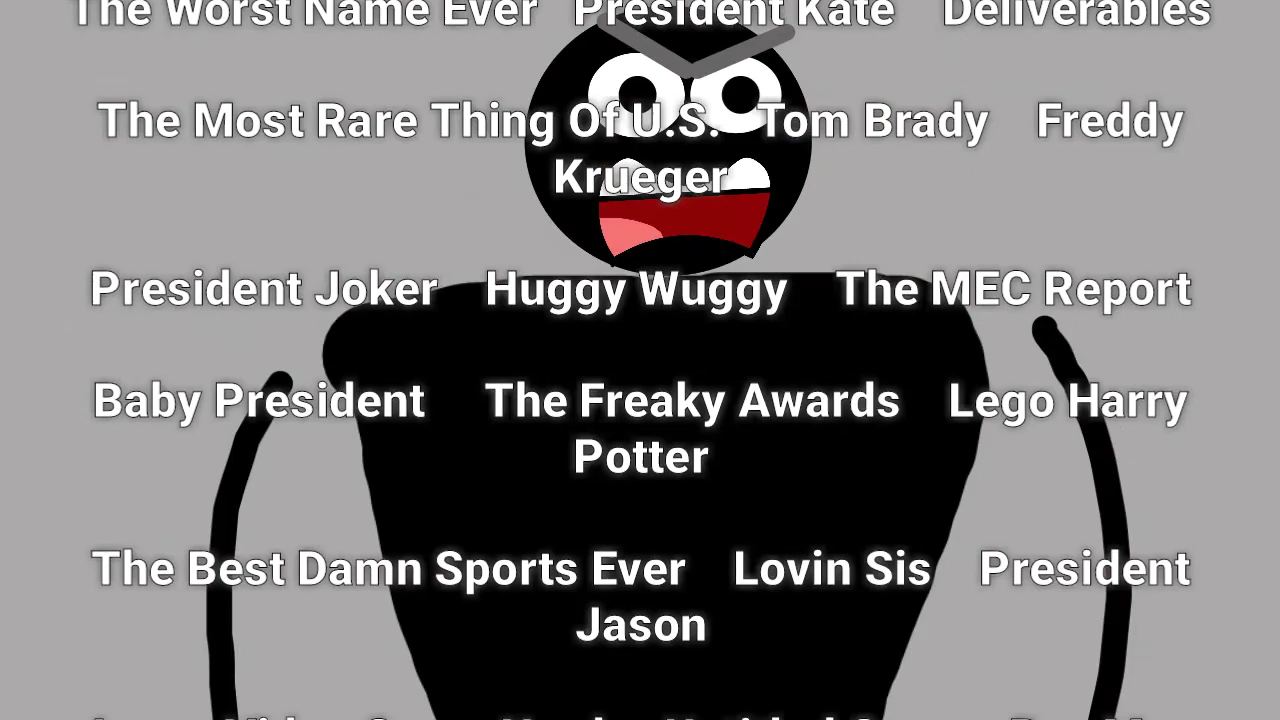 The Worst Name Ever President Kate Deliverables
The Most Rare Thing Of U.S. Tom Brady Freddy
Krueger
President Joker Huggy Wuggy The MEC Report
Baby President The Freaky Awards Lego Harry
Potter
The Best Damn Sports Ever Lovin Sis President
Jason